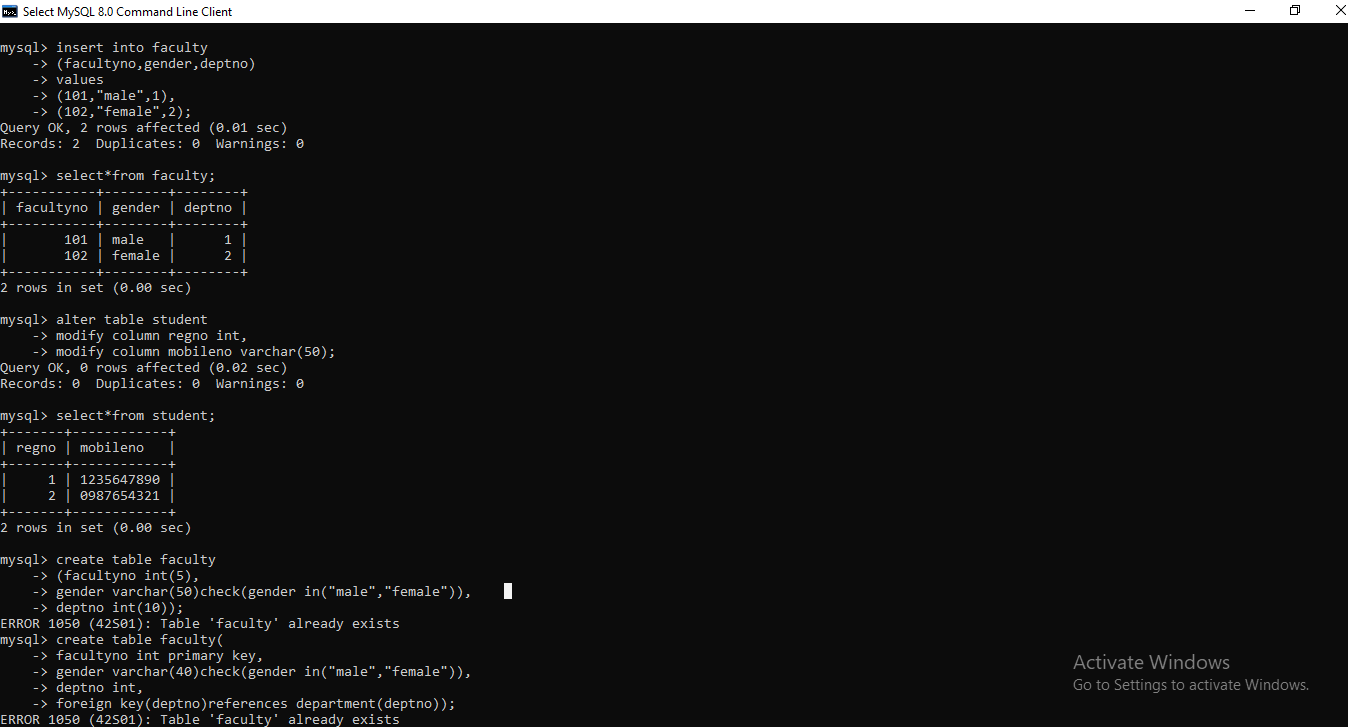 Select MySQL 8.0 Command Line Client
mysql> insert into faculty
    -> (facultyno,gender,deptno)
    -> values
    -> (101,"male",1),
    -> (102,"female",2);
Query OK, 2 rows affected (0.01 sec)
Records: 2  Duplicates: 0  Warnings: 0
mysql> select*from faculty;
+-----------+--------+--------+
| facultyno | gender | deptno |
+-----------+--------+--------+
|       101 | male   |      1 |
|       102 | female |      2 |
+-----------+--------+--------+
2 rows in set (0.00 sec)
mysql> alter table student
    -> modify column regno int,
    -> modify column mobileno varchar(50);
Query OK, 0 rows affected (0.02 sec)
Records: 0  Duplicates: 0  Warnings: 0
mysql> select*from student;
+-------+------------+
| regno | mobileno   |
+-------+------------+
|     1 | 1235647890 |
|     2 | 0987654321 |
+-------+------------+
2 rows in set (0.00 sec)
mysql> create table faculty
    -> (facultyno int(5),
    -> gender varchar(50)check(gender in("male","female")),
    -> deptno int(10));
ERROR 1050 (42S01): Table 'faculty' already exists
mysql> create table faculty(
    -> facultyno int primary key,
    -> gender varchar(40)check(gender in("male","female")),
    -> deptno int,
    -> foreign key(deptno)references department(deptno));
ERROR 1050 (42S01): Table 'faculty' already exists
Activate Windows
Go to Settings to activate Windows.